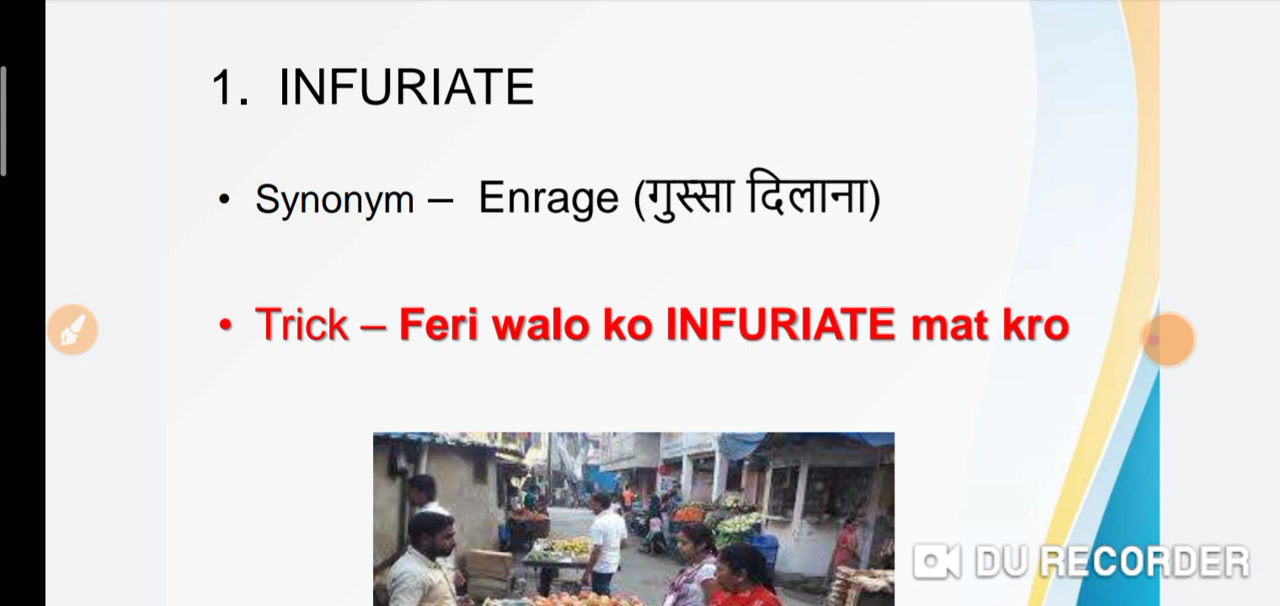 1. INFURIATE
• Synonym – Enrage (गुस्सा दिलाना)
• Trick – Feri walo ko INFURIATE mat kro
DU RECORDER